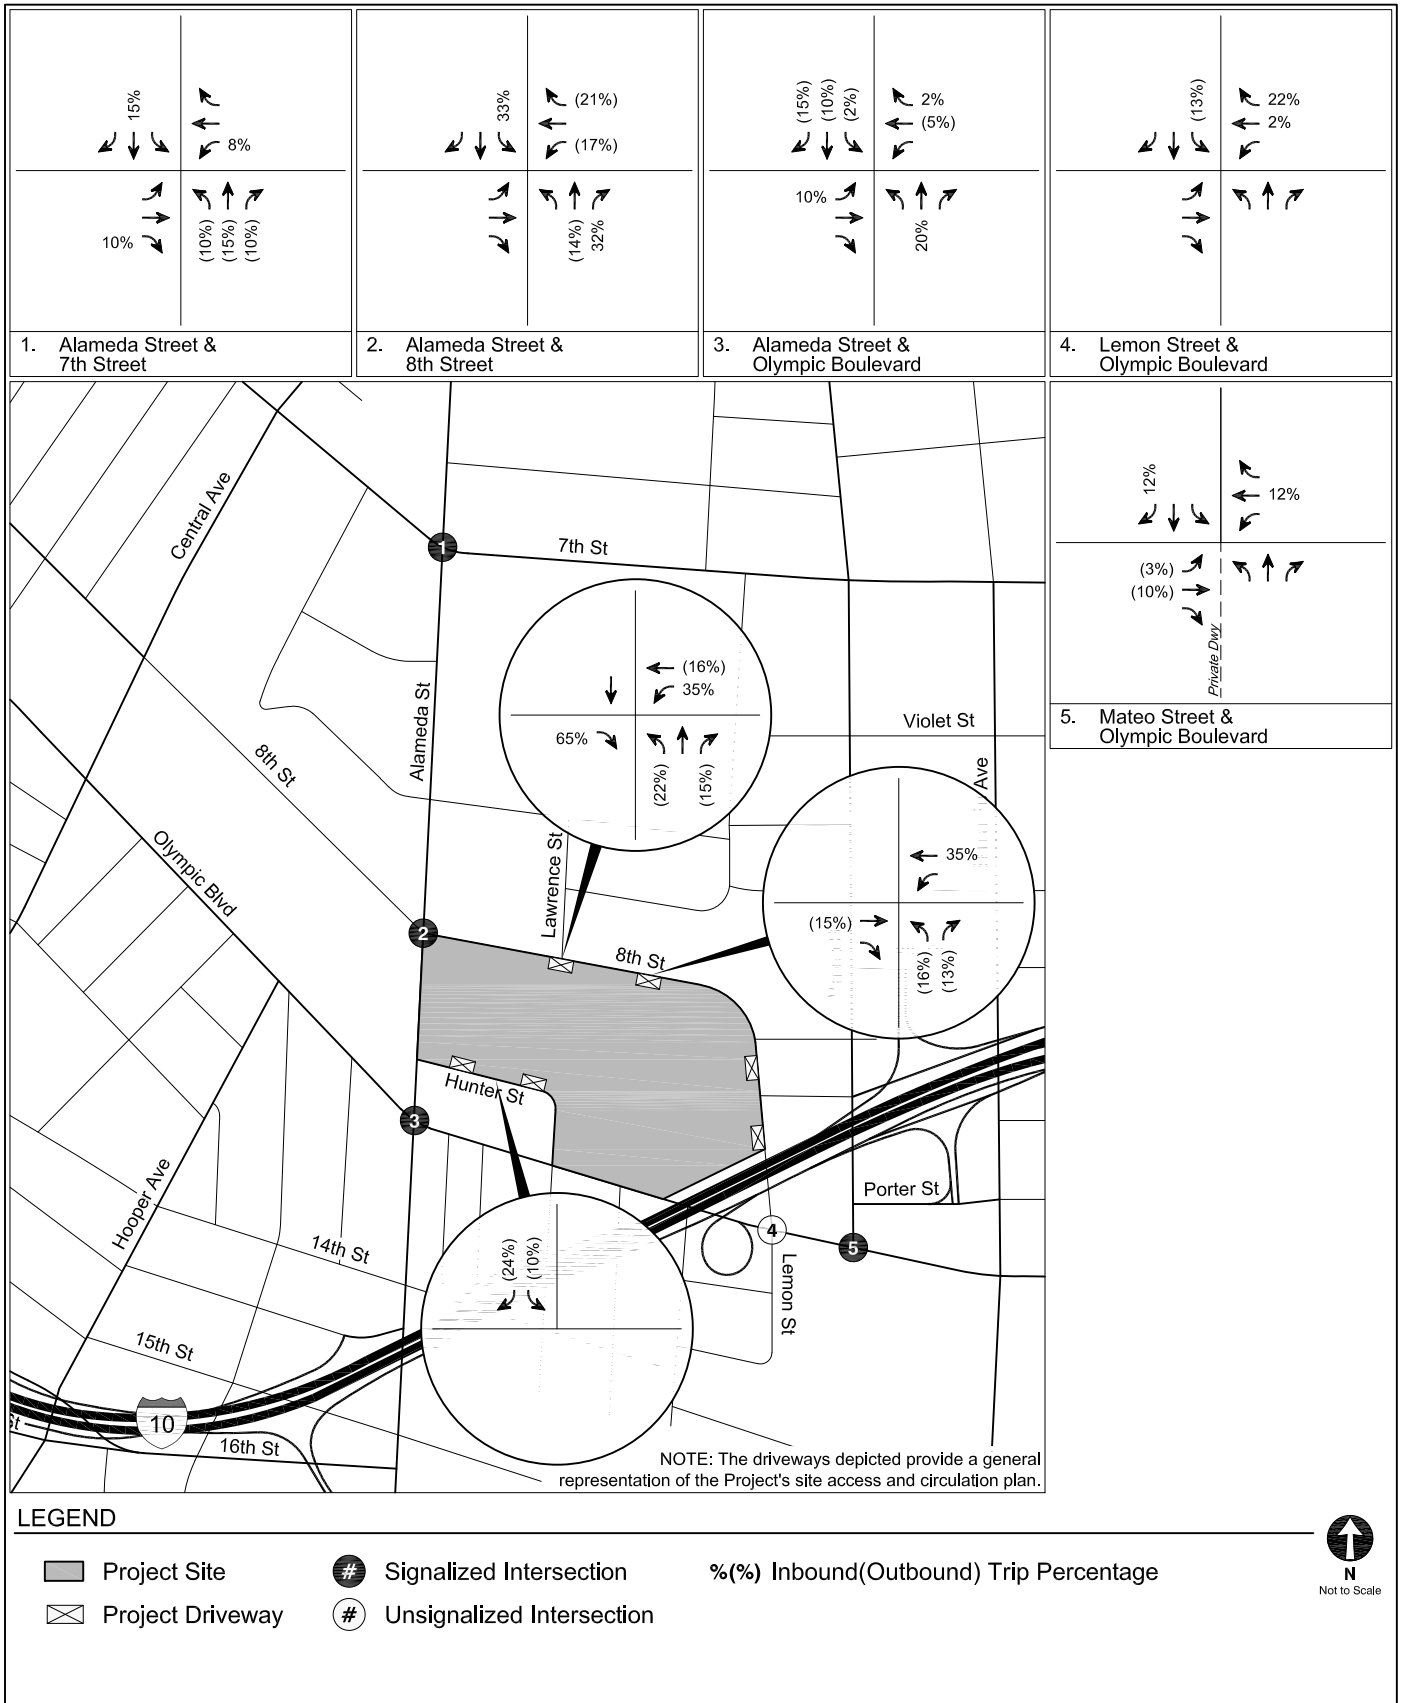 15%
8%
10%
(10%)
(15%)
(10%)
1. Alameda Street &
7th Street
33%
(21%)
(17%)
(14%)
32%
2. Alameda Street &
8th Street
(15%)
(10%)
(2%)
2%
(5%)
10%
20%
3. Alameda Street &
Olympic Boulevard
(13%)
22%
2%
4. Lemon Street &
Olympic Boulevard
12%
12%
(3%)
(10%)
Private Dwy
5. Mateo Street &
Olympic Boulevard
Central Ave
1
7th St
Alameda St
8th St
Olympic Blvd
(16%)
35%
65%
(22%)
(15%)
Violet St
Ave
Lawrence St
2
8th St
35%
(15%)
(16%)
(13%)
Hunter St
3
Hooper Ave
Porter St
4
5
Lemon St
14th St
(24%)
(10%)
15th St
10
St
16th St
NOTE: The driveways depicted provide a general
representation of the Project's site access and circulation plan.
LEGEND
Project Site
# Signalized Intersection
%(%) Inbound(Outbound) Trip Percentage
Project Driveway
# Unsignalized Intersection
N
Not to Scale